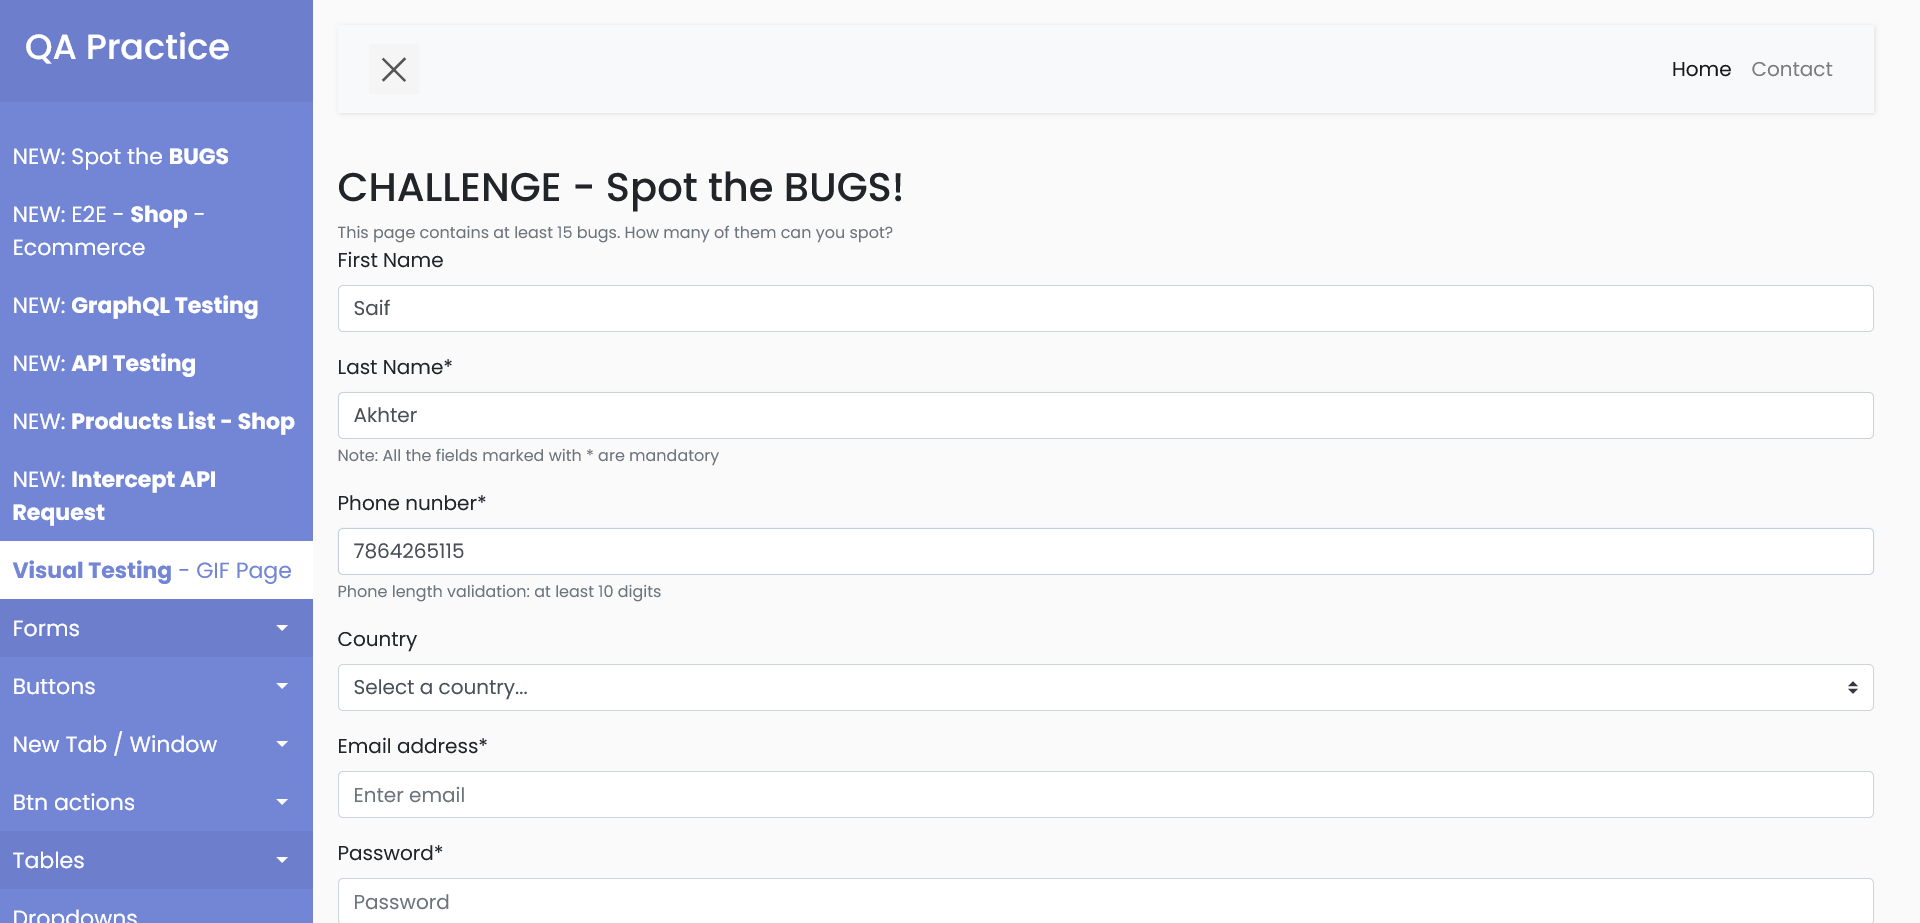 QA Practice
NEW: Spot the BUGS
NEW: E2E - Shop -
Ecommerce
NEW: GraphQL Testing
NEW: API Testing
NEW: Products List - Shop
NEW: Intercept API
Request
Visual Testing - GIF Page
Forms
Buttons
New Tab / Window
Btn actions
Tables
Dropdowns
Home Contact
CHALLENGE - Spot the BUGS!
This page contains at least 15 bugs. How many of them can you spot?
First Name
Saif
Last Name*
Akhter
Note: All the fields marked with * are mandatory
Phone nunber*
7864265115
Phone length validation: at least 10 digits
Country
Select a country...
Email address*
Enter email
Password*
Password